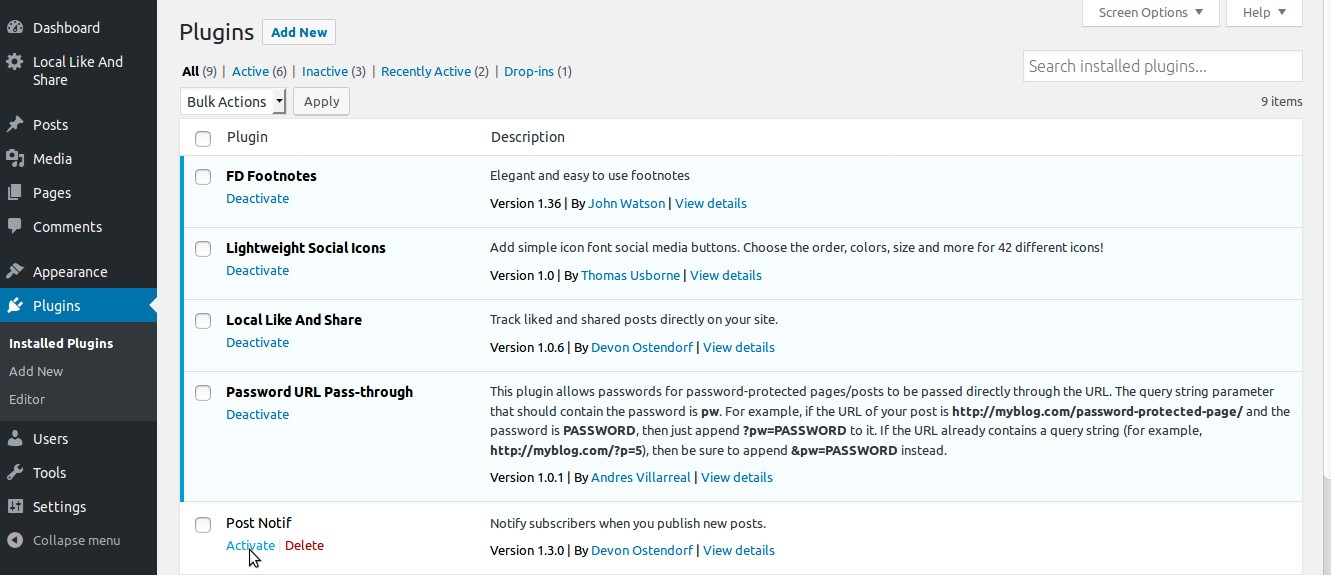 Dashboard
Local Like And
Share
Posts
Media
Pages
Comments
Appearance
Plugins
Installed Plugins
Add New
Editor
Users
Tools
Settings
Collapse menu
Screen Options
Help
Plugins Add New
All (9) | Active (6) | Inactive (3) | Recently Active (2) | Drop-ins (1)
Search installed plugins...
Bulk Actions Apply
9 items
Plugin Description
FD Footnotes
Deactivate
Elegant and easy to use footnotes
Version 1.36 | By John Watson | View details
Lightweight Social Icons
Deactivate
Add simple icon font social media buttons. Choose the order, colors, size and more for 42 different icons!
Version 1.0 | By Thomas Usborne | View details
Local Like And Share
Deactivate
Track liked and shared posts directly on your site.
Version 1.0.6 | By Devon Ostendorf | View details
Password URL Pass-through
Deactivate
This plugin allows passwords for password-protected pages/posts to be passed directly through the URL. The query string parameter
that should contain the password is pw. For example, if the URL of your post is http://myblog.com/password-protected-page/ and the
password is PASSWORD, then just append ?pw=PASSWORD to it. If the URL already contains a query string (for example,
http://myblog.com/?p=5), then be sure to append &pw=PASSWORD instead.
Version 1.0.1 | By Andres Villarreal | View details
Post Notif
Activate | Delete
Notify subscribers when you publish new posts.
Version 1.3.0 | By Devon Ostendorf | View details